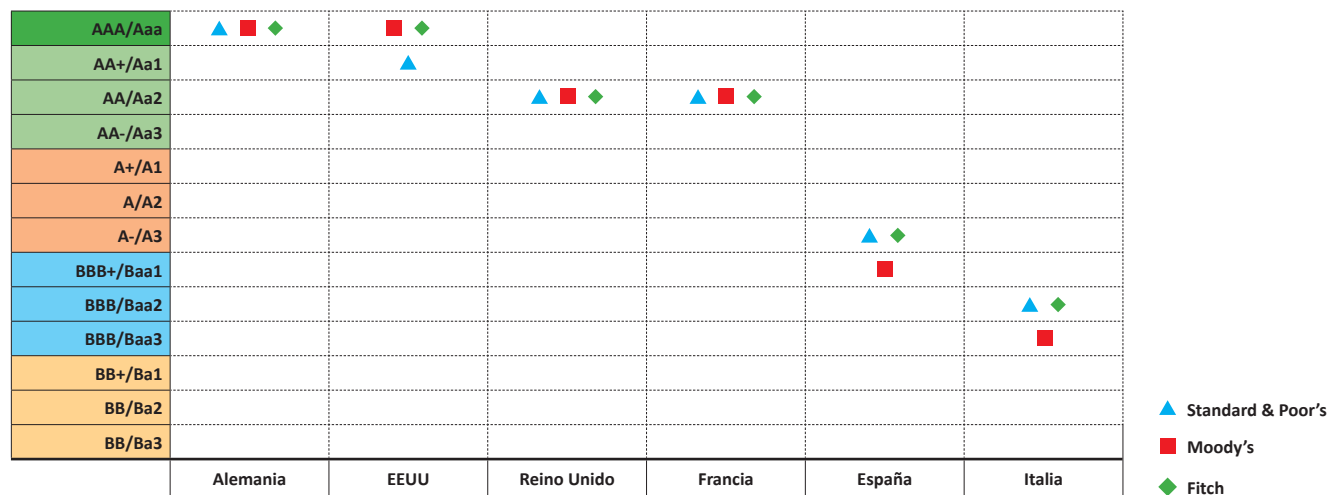 AAA/Aaa
AA+/Aa1
AA/Aa2
AA-/Aa3
A+/A1
A/A2
A-/A3
BBB+/Baa1
BBB/Baa2
BBB/Baa3
BB+/Ba1
BB/Ba2
BB/Ba3
Alemania
EEUU
Reino Unido
Francia
España
Italia
Standard & Poor's
Moody's
Fitch